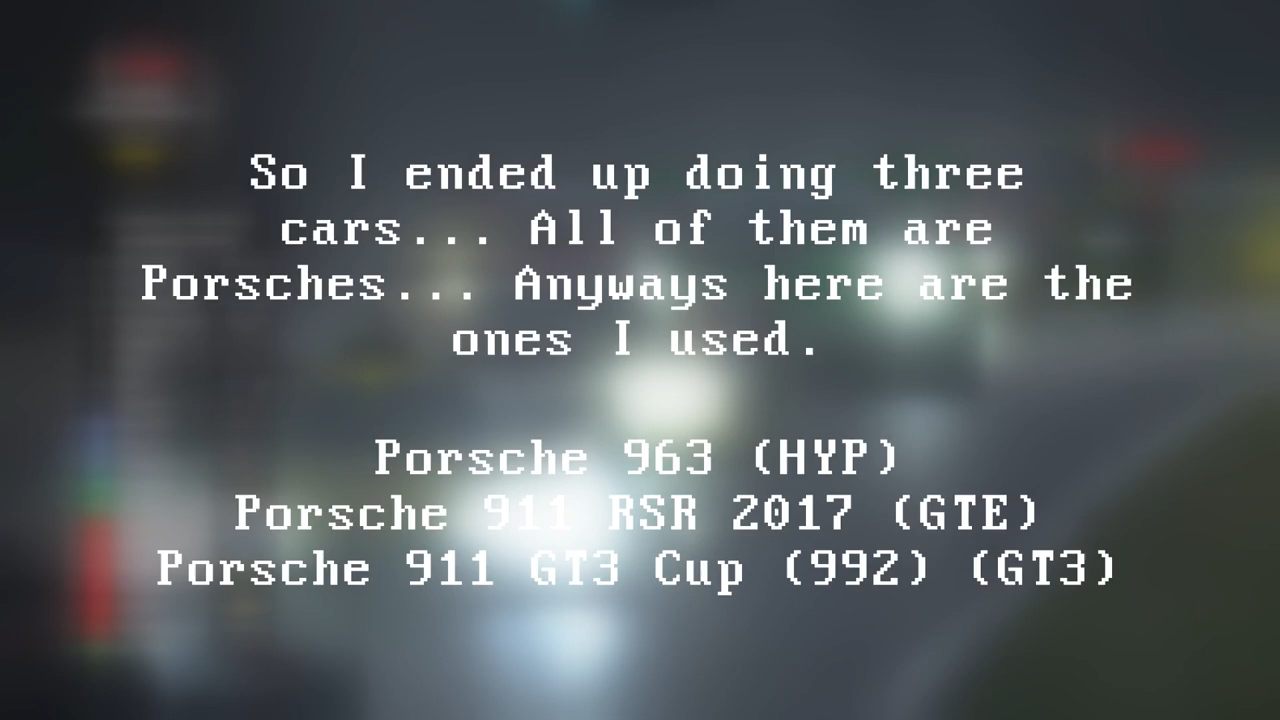 So I ended up doing three
cars... All of them are
Porsches... Anyways here are the
ones I used.
Porsche 963 (HYP)
Porsche 911 RSR 2017 (GTE)
Porsche 911 GT3 Cup (992) (GT3)